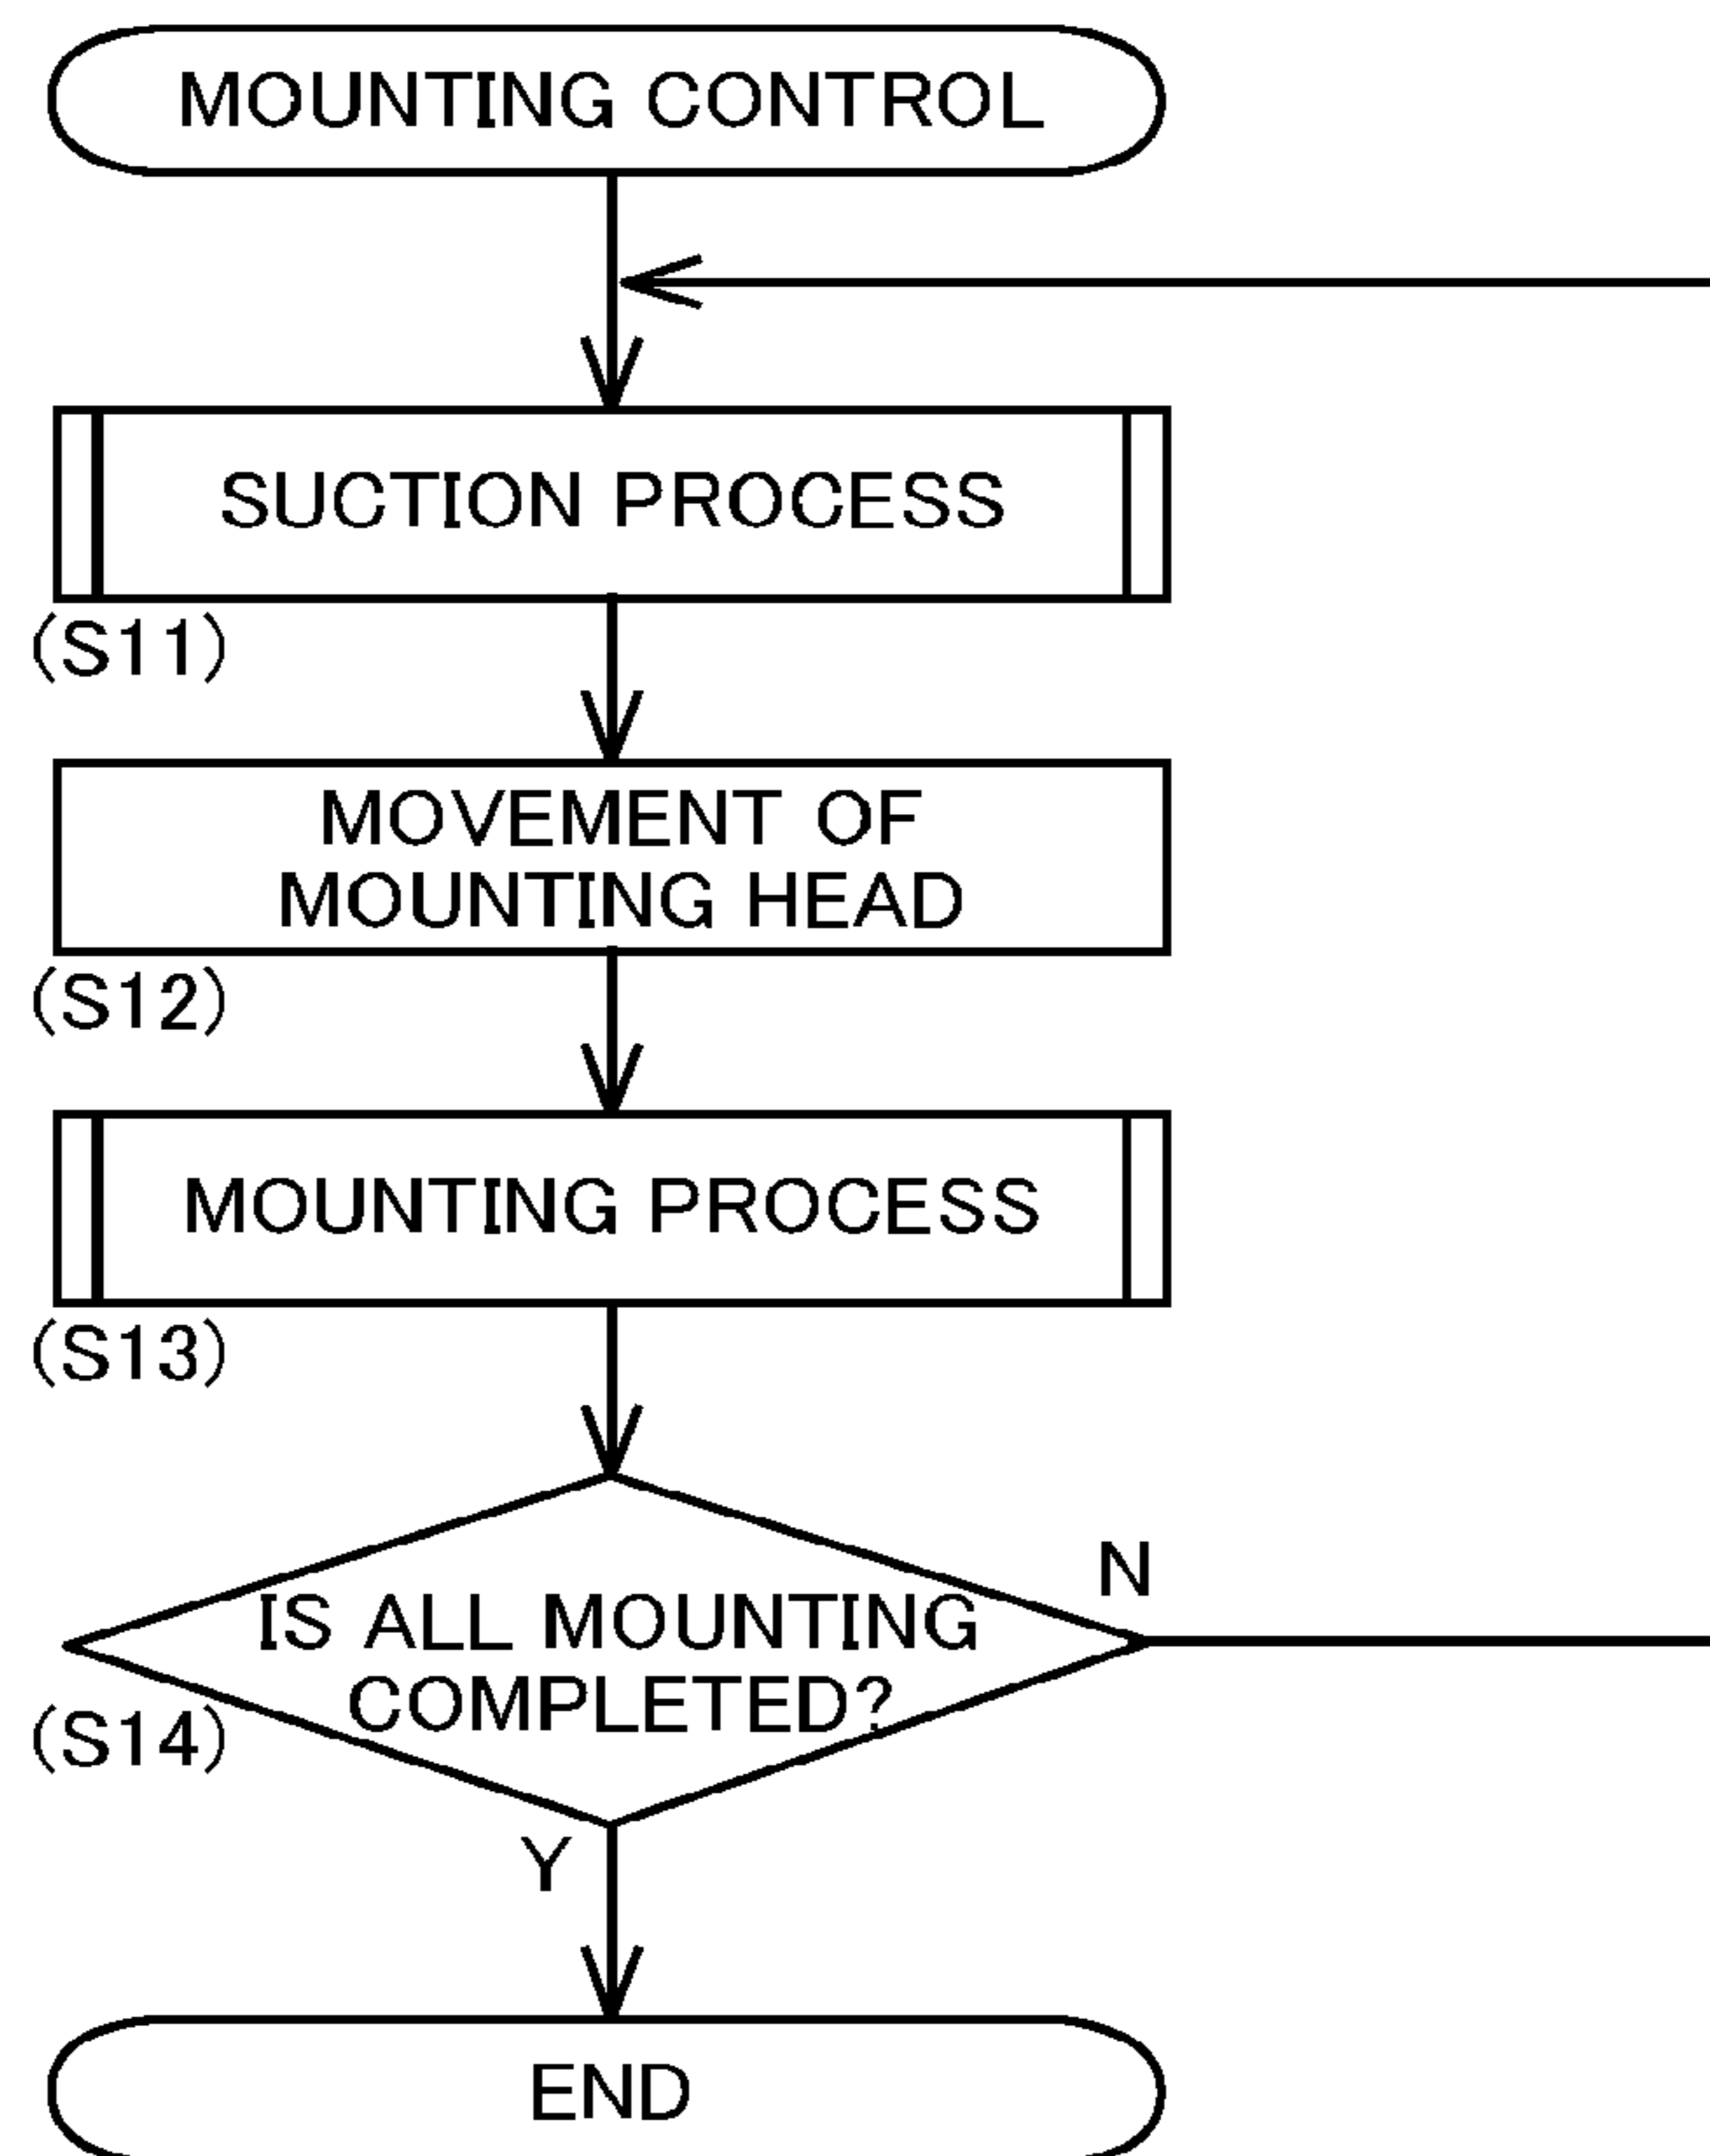 MOUNTING CONTROL
SUCTION PROCESS
(S11)
MOVEMENT OF
MOUNTING HEAD
(S12)
MOUNTING PROCESS
(S13)
N
IS ALL MOUNTING
COMPLETED?
(S14)
Y
END